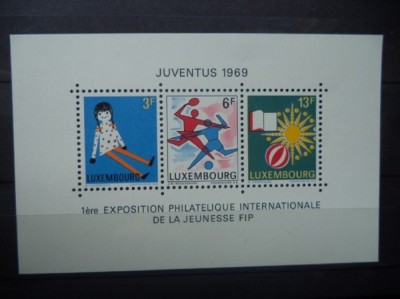 JUVENTUS 1969
3F
6F
13F
LUXEMBOURG
LUXEMBOURG
LUXEMBOURG
1ère EXPOSITION PHILATELIQUE INTERNATIONALE
DE LA JEUNESSE FIP